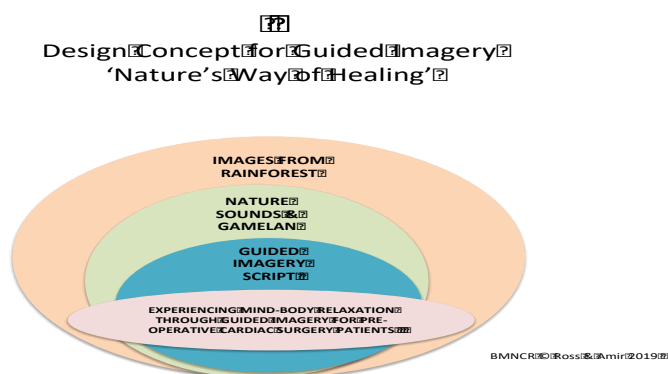 Design Concept for Guided Imagery
‘Nature’s Way of Healing’
IMAGES FROM
RAINFOREST
NATURE
SOUNDS &
GAMELAN
GUIDED
IMAGERY
SCRIPT
EXPERIENCING MIND-BODY RELAXATION
THROUGH GUIDED IMAGERY FOR PRE-
OPERATIVE CARDIAC SURGERY PATIENTS
BMNCR © Ross & Amir 2019